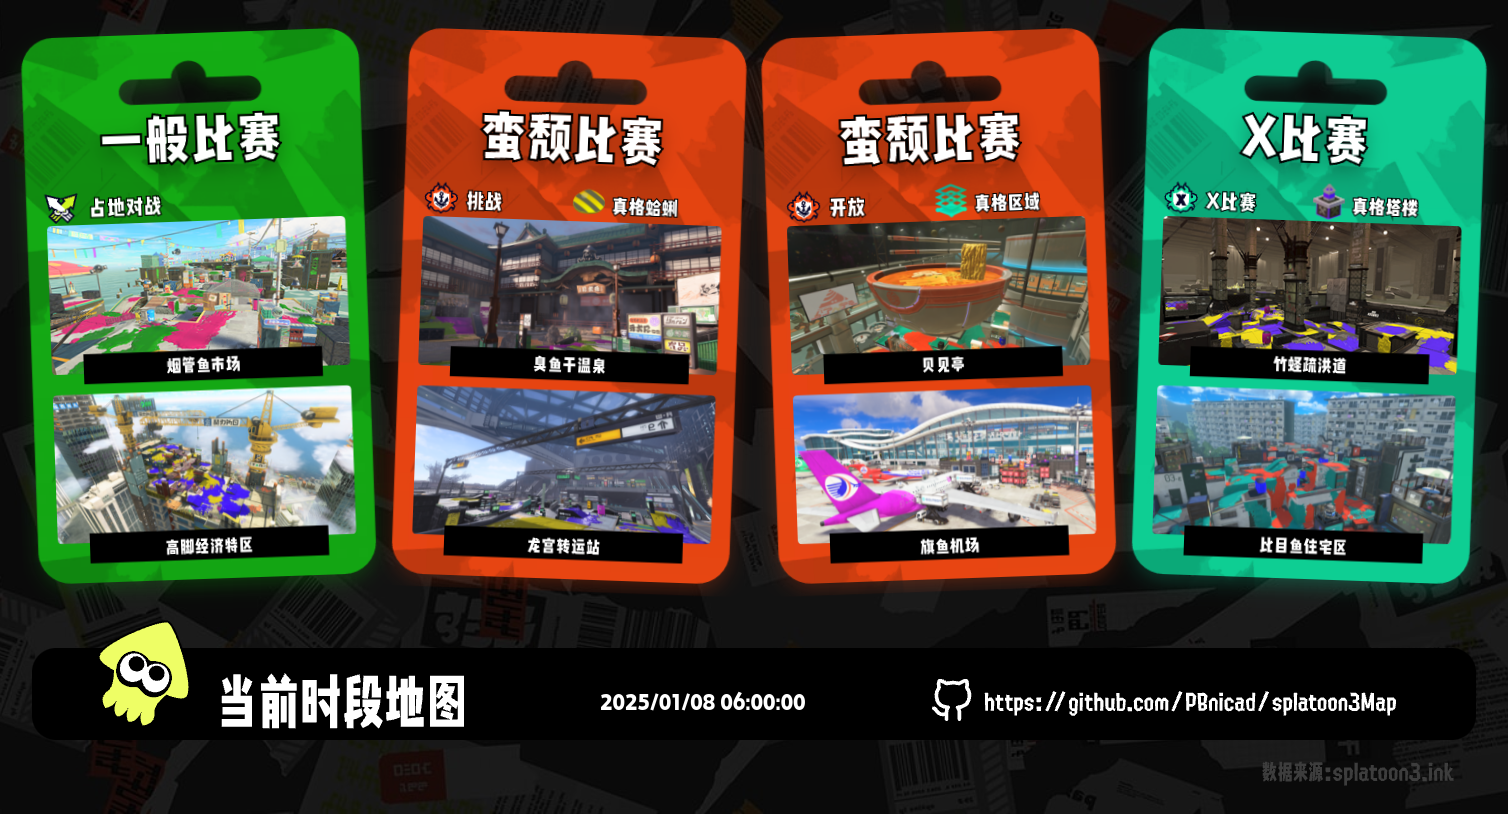 一般比赛
占地对战
烟管鱼市场
高脚经济特区
蛮颓比赛
挑战
真格蛤蜊
臭鱼干温泉
龙宫转运站
蛮颓比赛
开放
真格区域
贝见亭
旗鱼机场
X比赛
X比赛
真格塔楼
竹蛏疏洪道
比目鱼住宅区
当前时段地图
2025/01/08 06:00:00
https://github.com/PBnicad/splatoon3Map
数据来源:splatoon3.ink